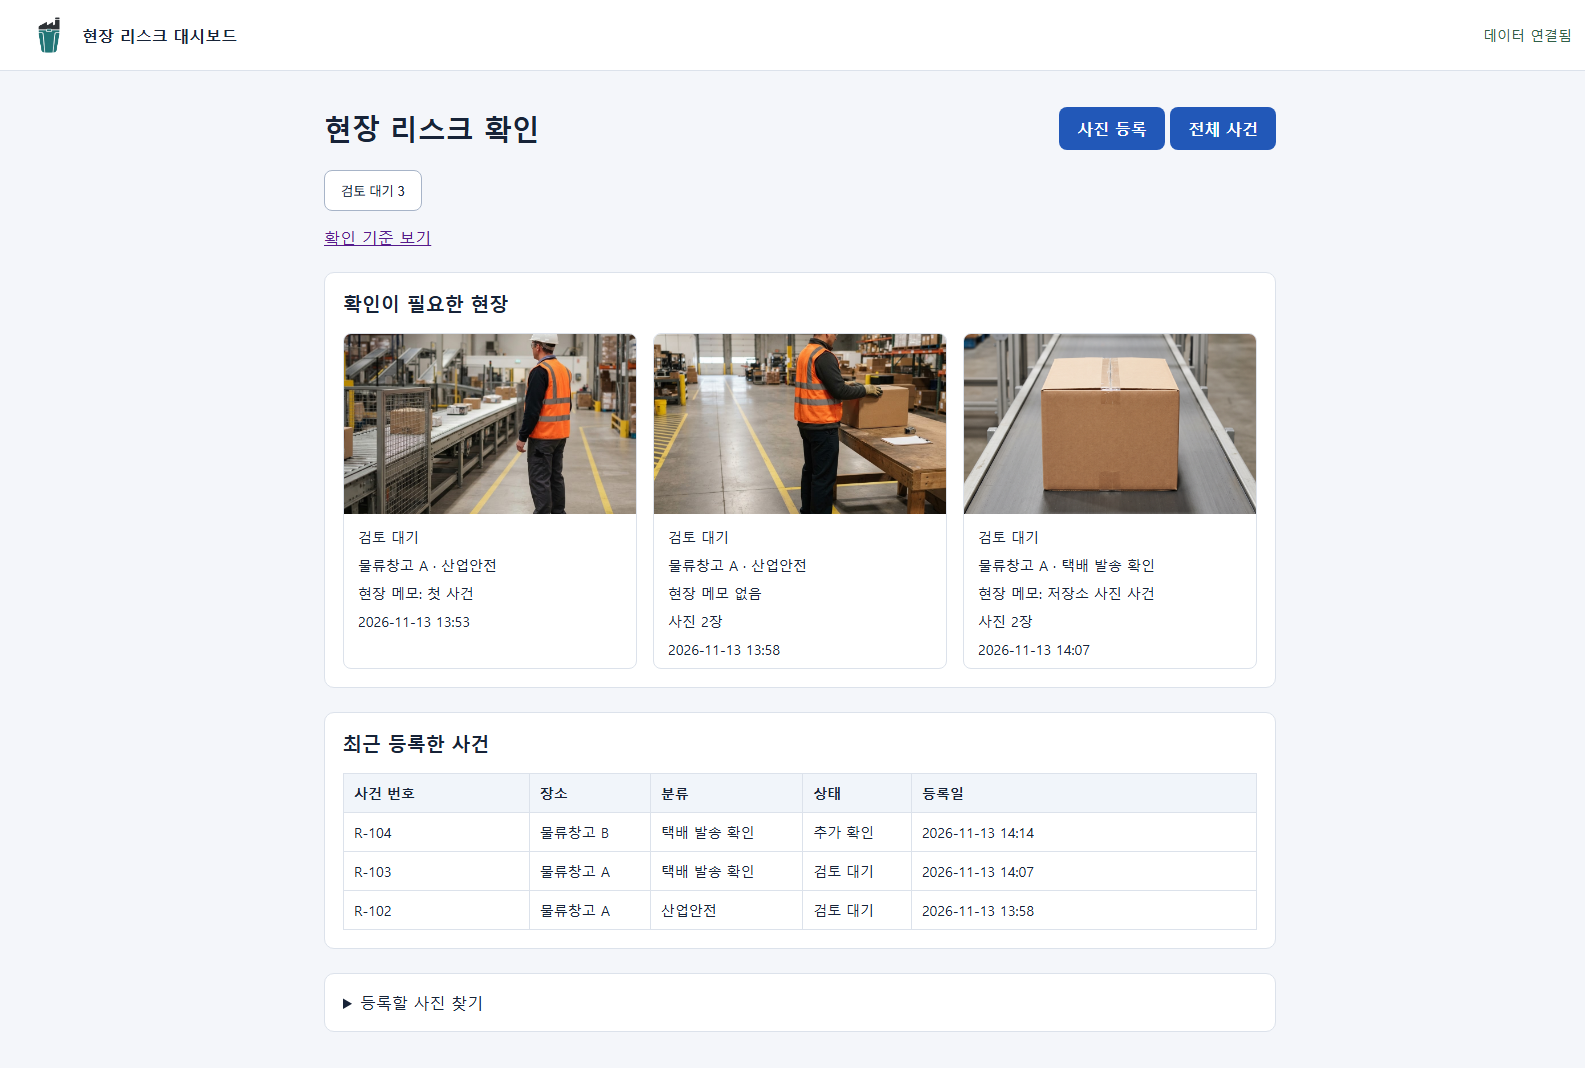 현장 리스크 대시보드
데이터 연결됨
현장 리스크 확인
사진 등록
전체 사건
검토 대기 3
확인 기준 보기
확인이 필요한 현장
검토 대기
물류창고 A · 산업안전
현장 메모: 첫 사건
2026-11-13 13:53
검토 대기
물류창고 A · 산업안전
현장 메모 없음
사진 2장
2026-11-13 13:58
검토 대기
물류창고 A · 택배 발송 확인
현장 메모: 저장소 사진 사건
사진 2장
2026-11-13 14:07
최근 등록한 사건
사건 번호 장소 분류 상태 등록일
R-104 물류창고 B 택배 발송 확인 추가 확인 2026-11-13 14:14
R-103 물류창고 A 택배 발송 확인 검토 대기 2026-11-13 14:07
R-102 물류창고 A 산업안전 검토 대기 2026-11-13 13:58
▶ 등록할 사진 찾기